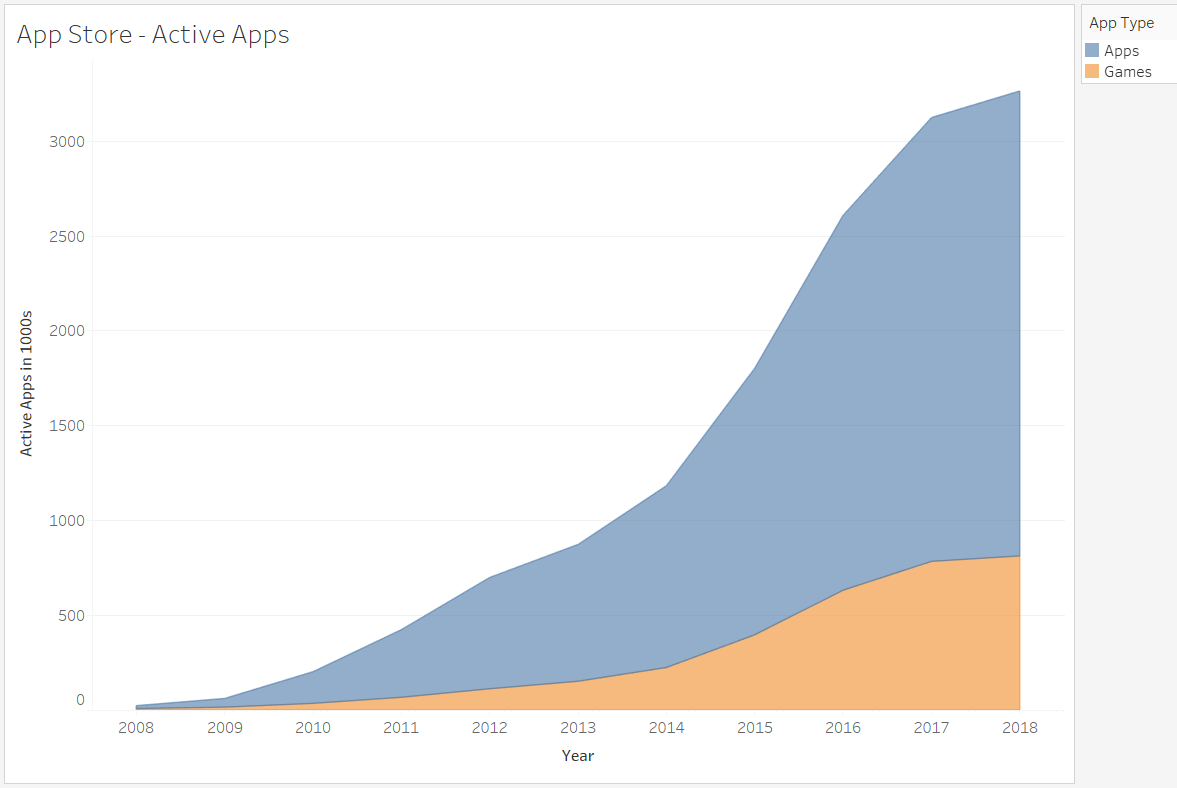 App Store - Active Apps
App Type
Apps
Games
3000
2500
2000
1500
1000
500
0
Active Apps in 1000s
2008 2009 2010 2011 2012 2013 2014 2015 2016 2017 2018
Year